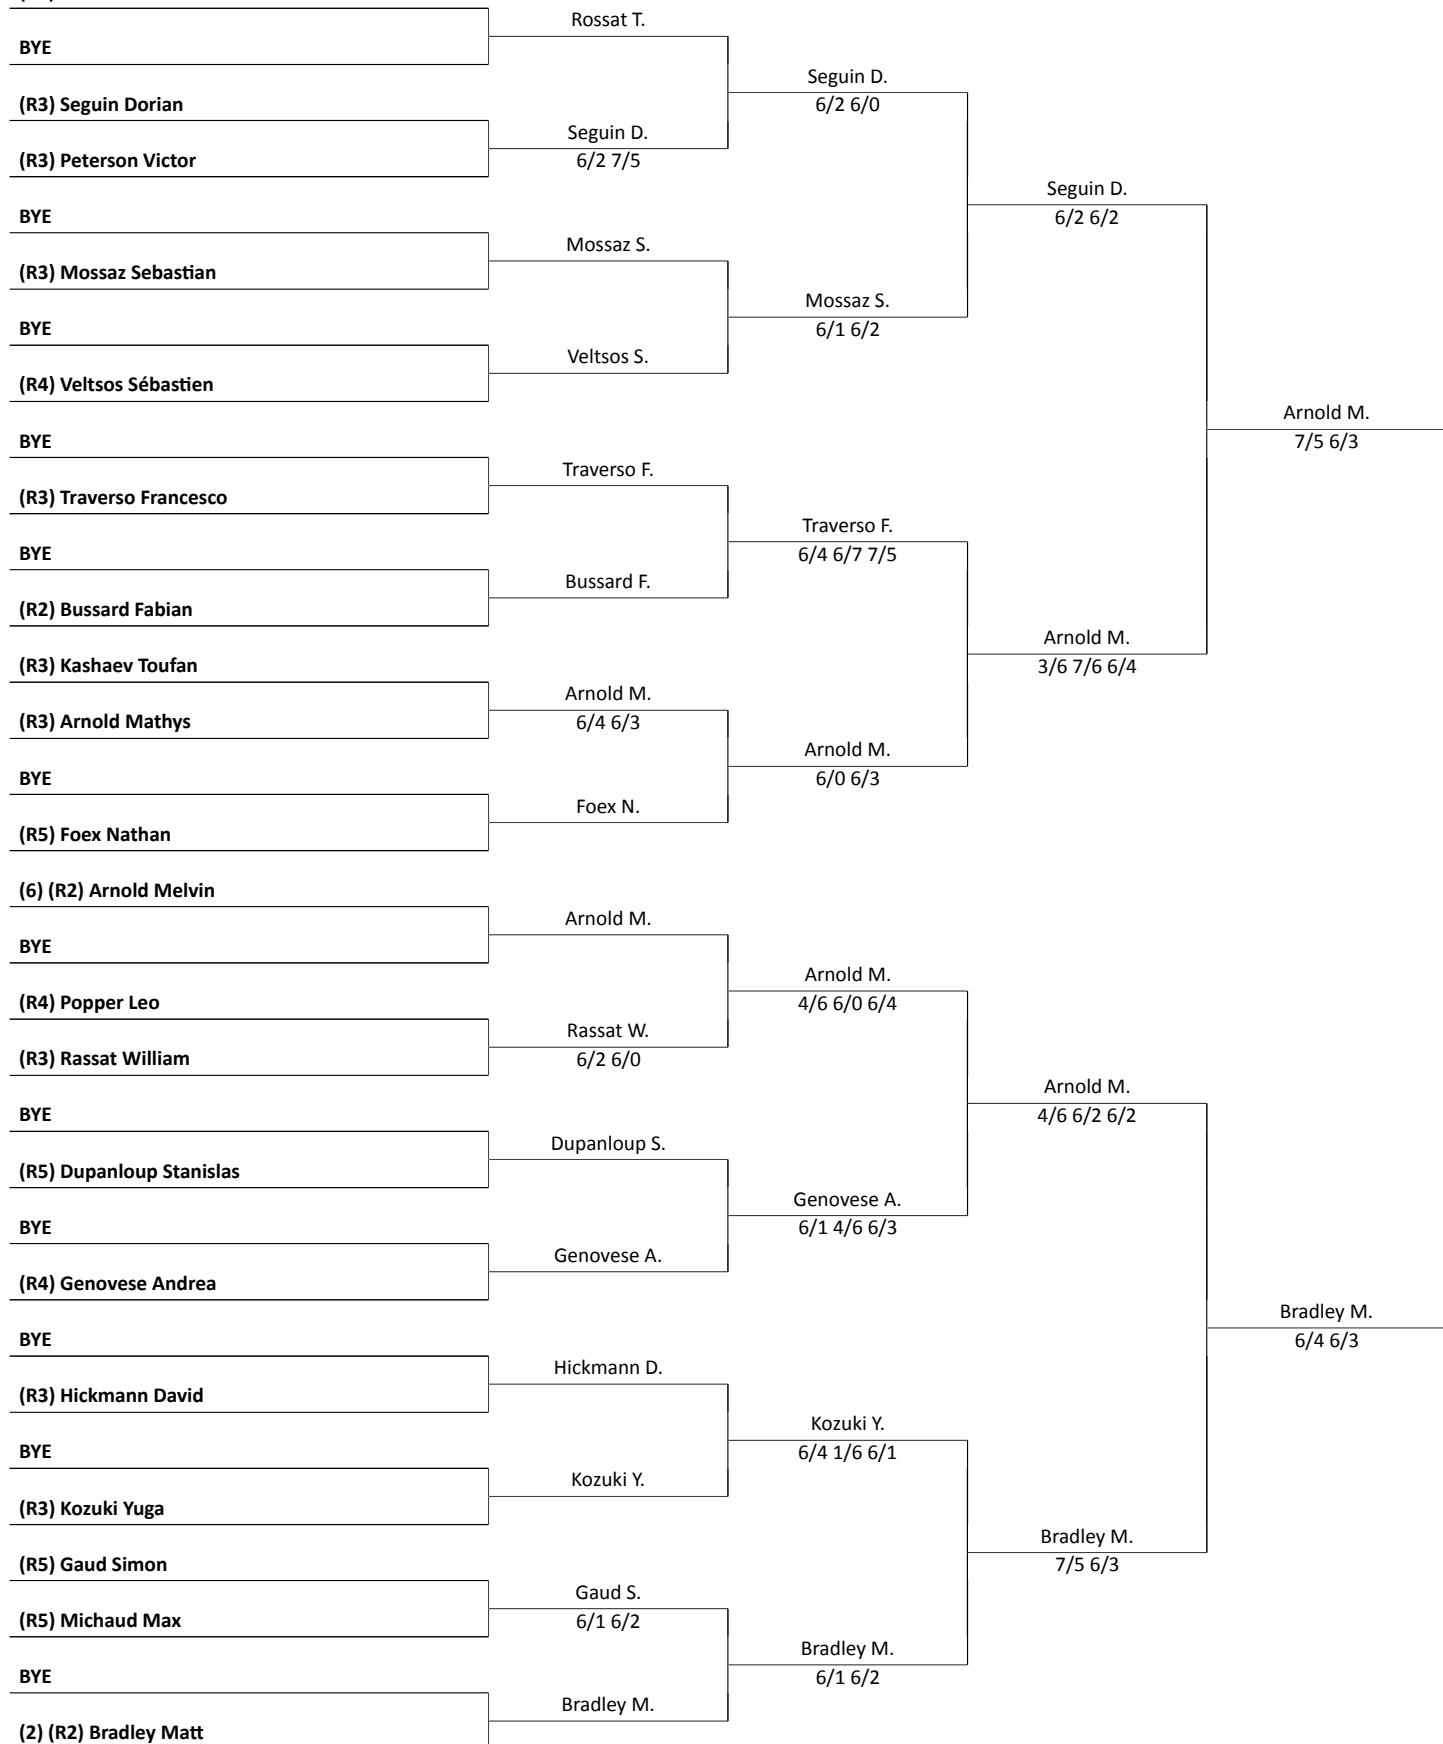 BYE
(R3) Seguin Dorian
(R3) Peterson Victor
BYE
(R3) Mossaz Sebastian
BYE
(R4) Veltsos Sébastien
BYE
(R3) Traverso Francesco
BYE
(R2) Bussard Fabian
(R3) Kashaev Toufan
(R3) Arnold Mathys
BYE
(R5) Foex Nathan
(6) (R2) Arnold Melvin
BYE
(R4) Popper Leo
(R3) Rassat William
BYE
(R5) Dupanloup Stanislas
BYE
(R4) Genovese Andrea
BYE
(R3) Hickmann David
BYE
(R3) Kozuki Yuga
(R5) Gaud Simon
(R5) Michaud Max
BYE
(2) (R2) Bradley Matt
Rossat T.
Seguin D.
6/2 7/5
Mossaz S.
Veltsos S.
Traverso F.
Bussard F.
Arnold M.
6/4 6/3
Foex N.
Arnold M.
Rassat W.
6/2 6/0
Dupanloup S.
Genovese A.
Hickmann D.
Kozuki Y.
Gaud S.
6/1 6/2
Bradley M.
Seguin D.
6/2 6/0
Mossaz S.
6/1 6/2
Traverso F.
6/4 6/7 7/5
Arnold M.
6/0 6/3
Arnold M.
4/6 6/0 6/4
Genovese A.
6/1 4/6 6/3
Kozuki Y.
6/4 1/6 6/1
Bradley M.
6/1 6/2
Seguin D.
6/2 6/2
Arnold M.
3/6 7/6 6/4
Arnold M.
4/6 6/2 6/2
Bradley M.
7/5 6/3
Arnold M.
7/5 6/3
Bradley M.
6/4 6/3